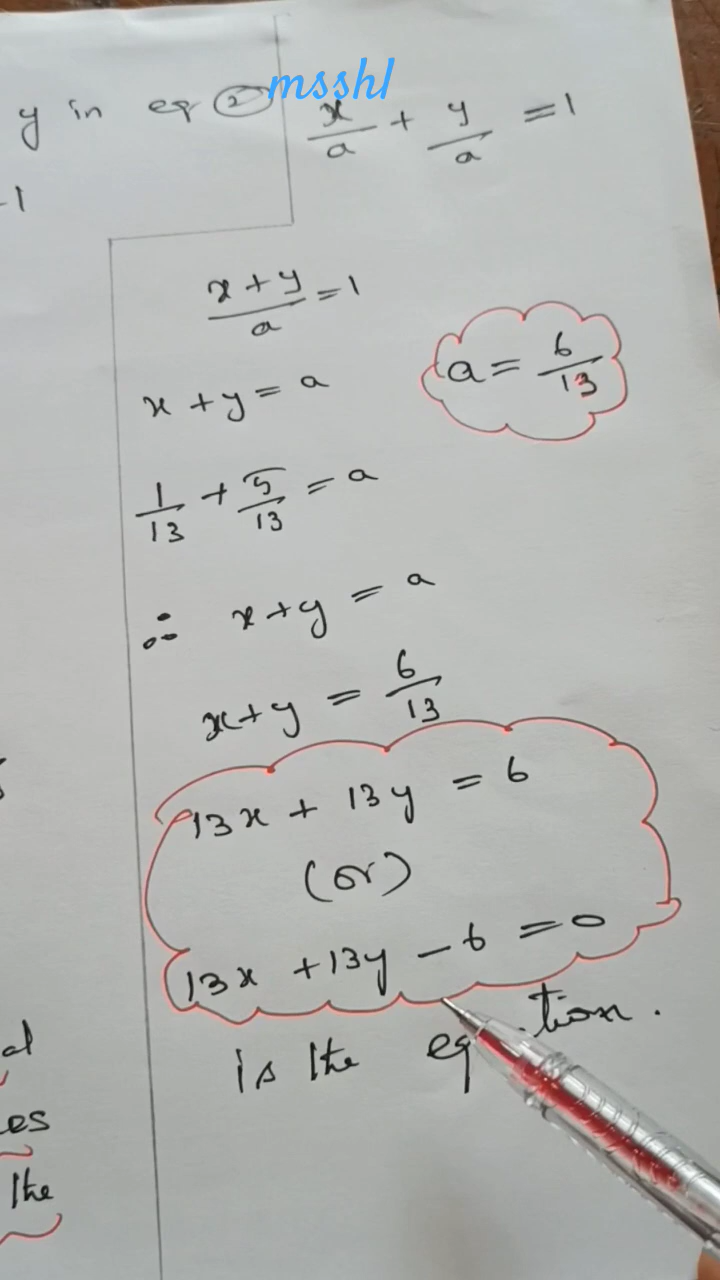 msshl
y in eq ②
-1
x/a + y/a = 1
(x + y)/a = 1
x + y = a
a = 6/13
1/13 + 5/13 = a
∴ x + y = a
x + y = 6/13
13x + 13y = 6
(or)
13x + 13y - 6 = 0
is the eq tion.
al
es
the